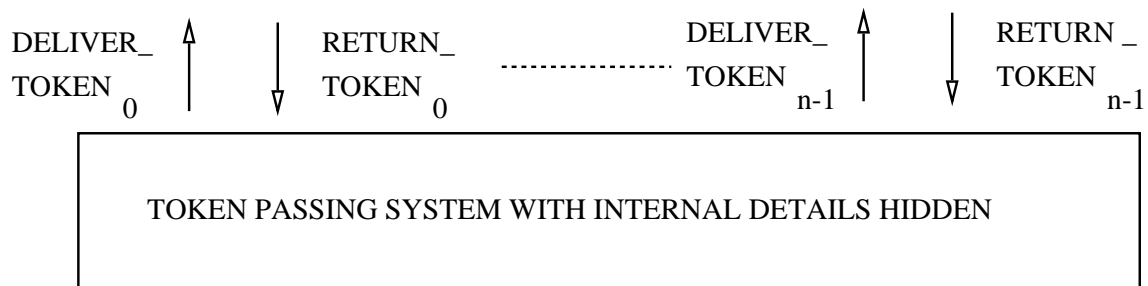 DELIVER_
TOKEN 0
RETURN_
TOKEN 0
DELIVER_
TOKEN n-1
RETURN _
TOKEN n-1
TOKEN PASSING SYSTEM WITH INTERNAL DETAILS HIDDEN